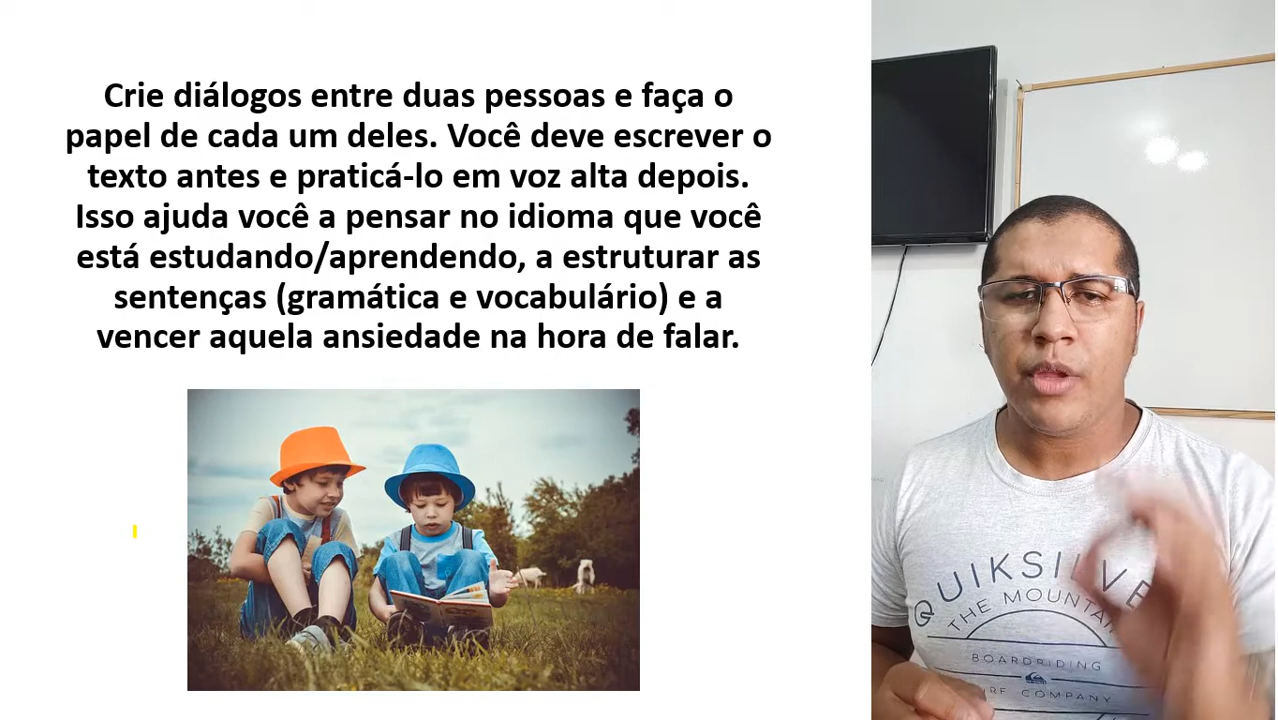 Crie diálogos entre duas pessoas e faça o
papel de cada um deles. Você deve escrever o
texto antes e praticá-lo em voz alta depois.
Isso ajuda você a pensar no idioma que você
está estudando/aprendendo, a estruturar as
sentenças (gramática e vocabulário) e a
vencer aquela ansiedade na hora de falar.
THE MOUNTAIN
BOARDRIDING
COMPANY